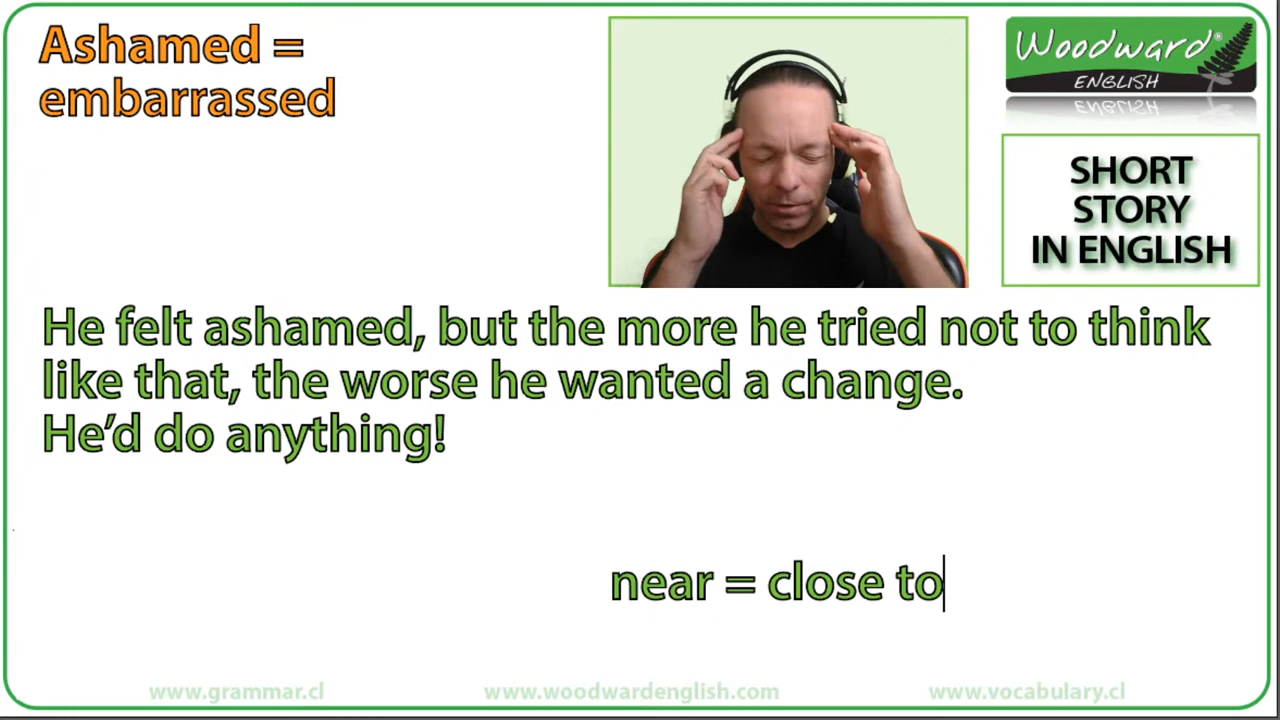 Ashamed =
embarrassed
Woodward®
ENGLISH
SHORT
STORY
IN ENGLISH
He felt ashamed, but the more he tried not to think
like that, the worse he wanted a change.
He’d do anything!
near = close to
www.grammar.cl
www.woodwardenglish.com
www.vocabulary.cl